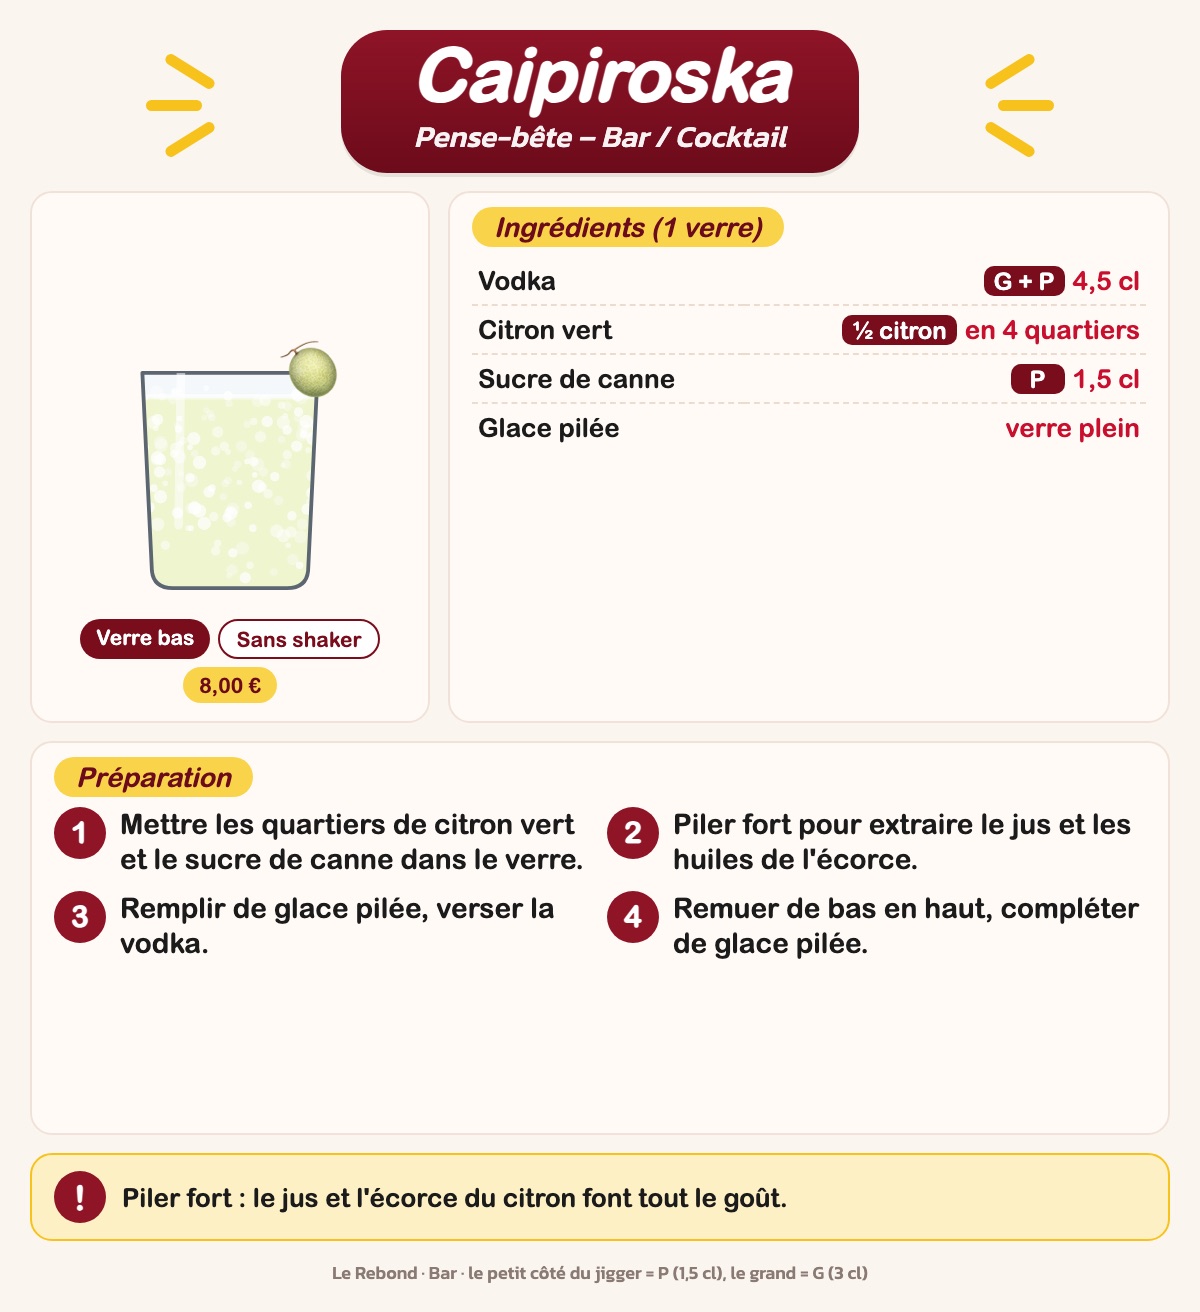 Caipiroska
Pense-bête – Bar / Cocktail
Verre bas
Sans shaker
8,00 €
Ingrédients (1 verre)
Vodka G + P 4,5 cl
Citron vert ½ citron en 4 quartiers
Sucre de canne P 1,5 cl
Glace pilée verre plein
Préparation
1 Mettre les quartiers de citron vert
et le sucre de canne dans le verre.
2 Piler fort pour extraire le jus et les
huiles de l'écorce.
3 Remplir de glace pilée, verser la
vodka.
4 Remuer de bas en haut, compléter
de glace pilée.
! Piler fort : le jus et l'écorce du citron font tout le goût.
Le Rebond · Bar · le petit côté du jigger = P (1,5 cl), le grand = G (3 cl)